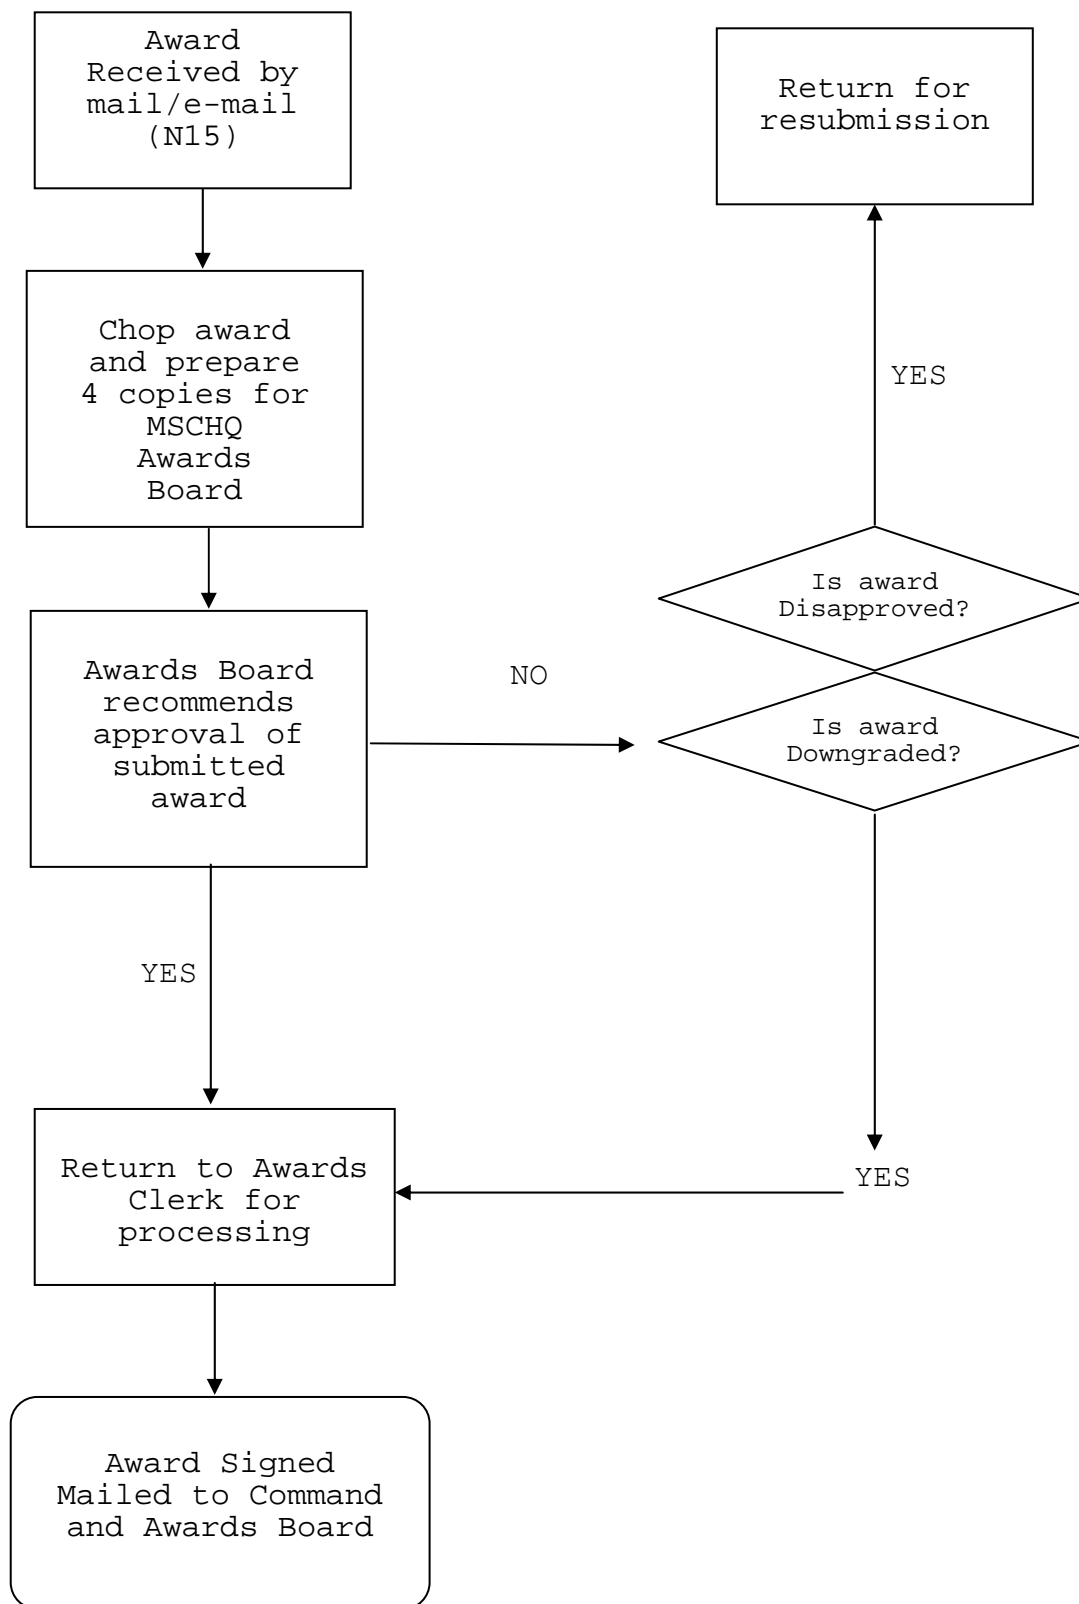 Award
Received by
mail/e-mail
(N15)
Return for
resubmission
Chop award
and prepare
4 copies for
MSCHQ
Awards
Board
YES
Is award
Disapproved?
Awards Board
recommends
approval of
submitted
award
NO
Is award
Downgraded?
YES
Return to Awards
Clerk for
processing
YES
Award Signed
Mailed to Command
and Awards Board